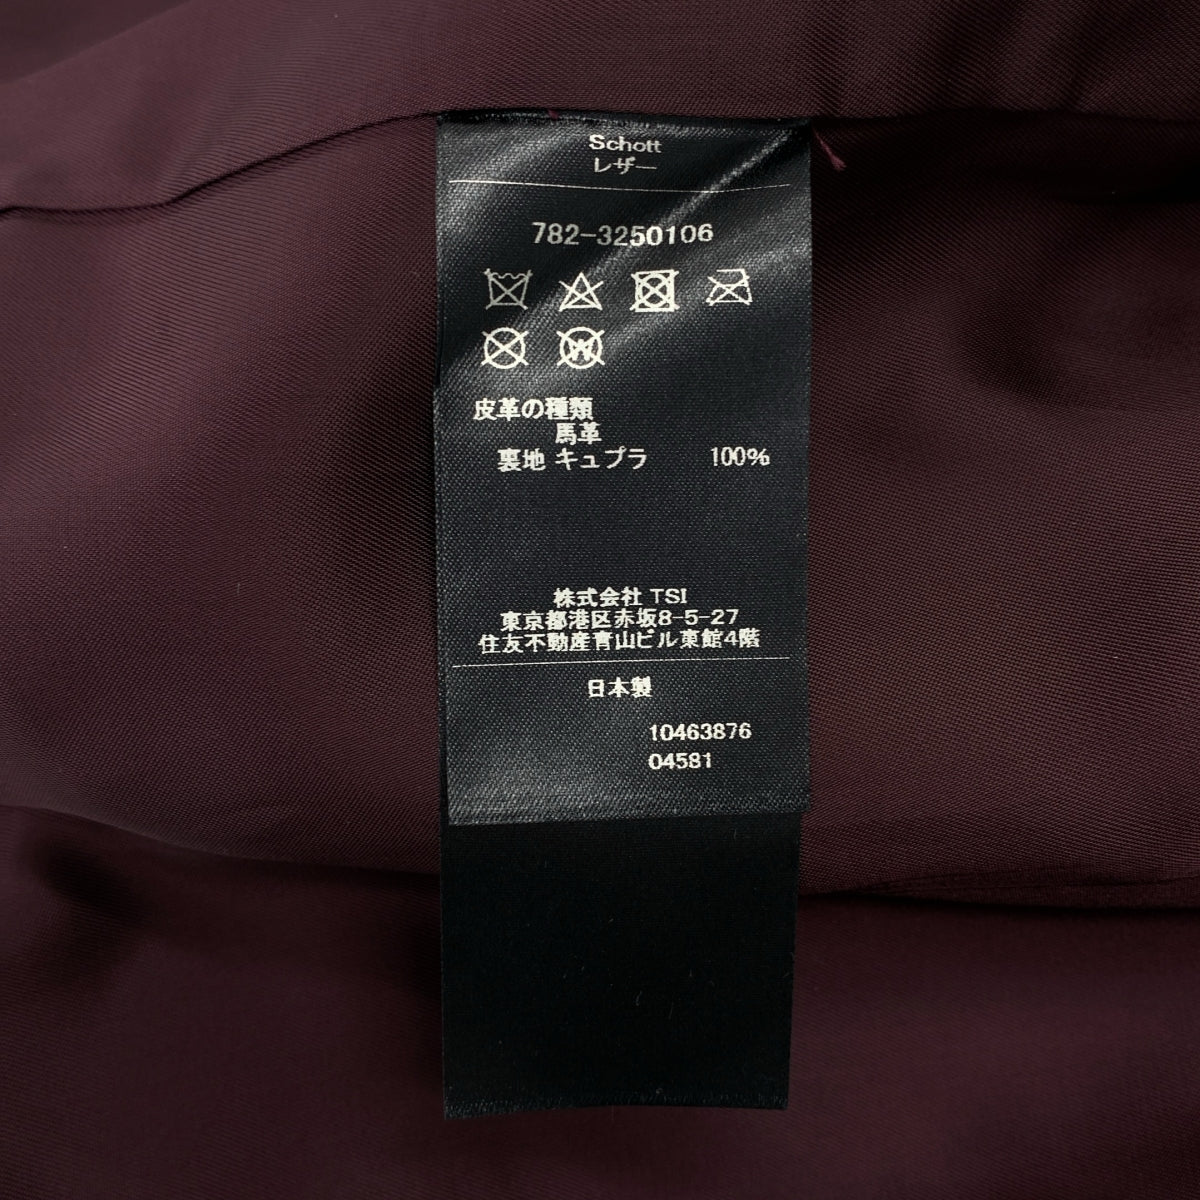 Schott
レザー
782-3250106
W
皮革の種類
馬革
裏地 キュプラ 100%
株式会社 TSI
東京都港区赤坂8-5-27
住友不動産青山ビル東館4階
日本製
10463876
04581